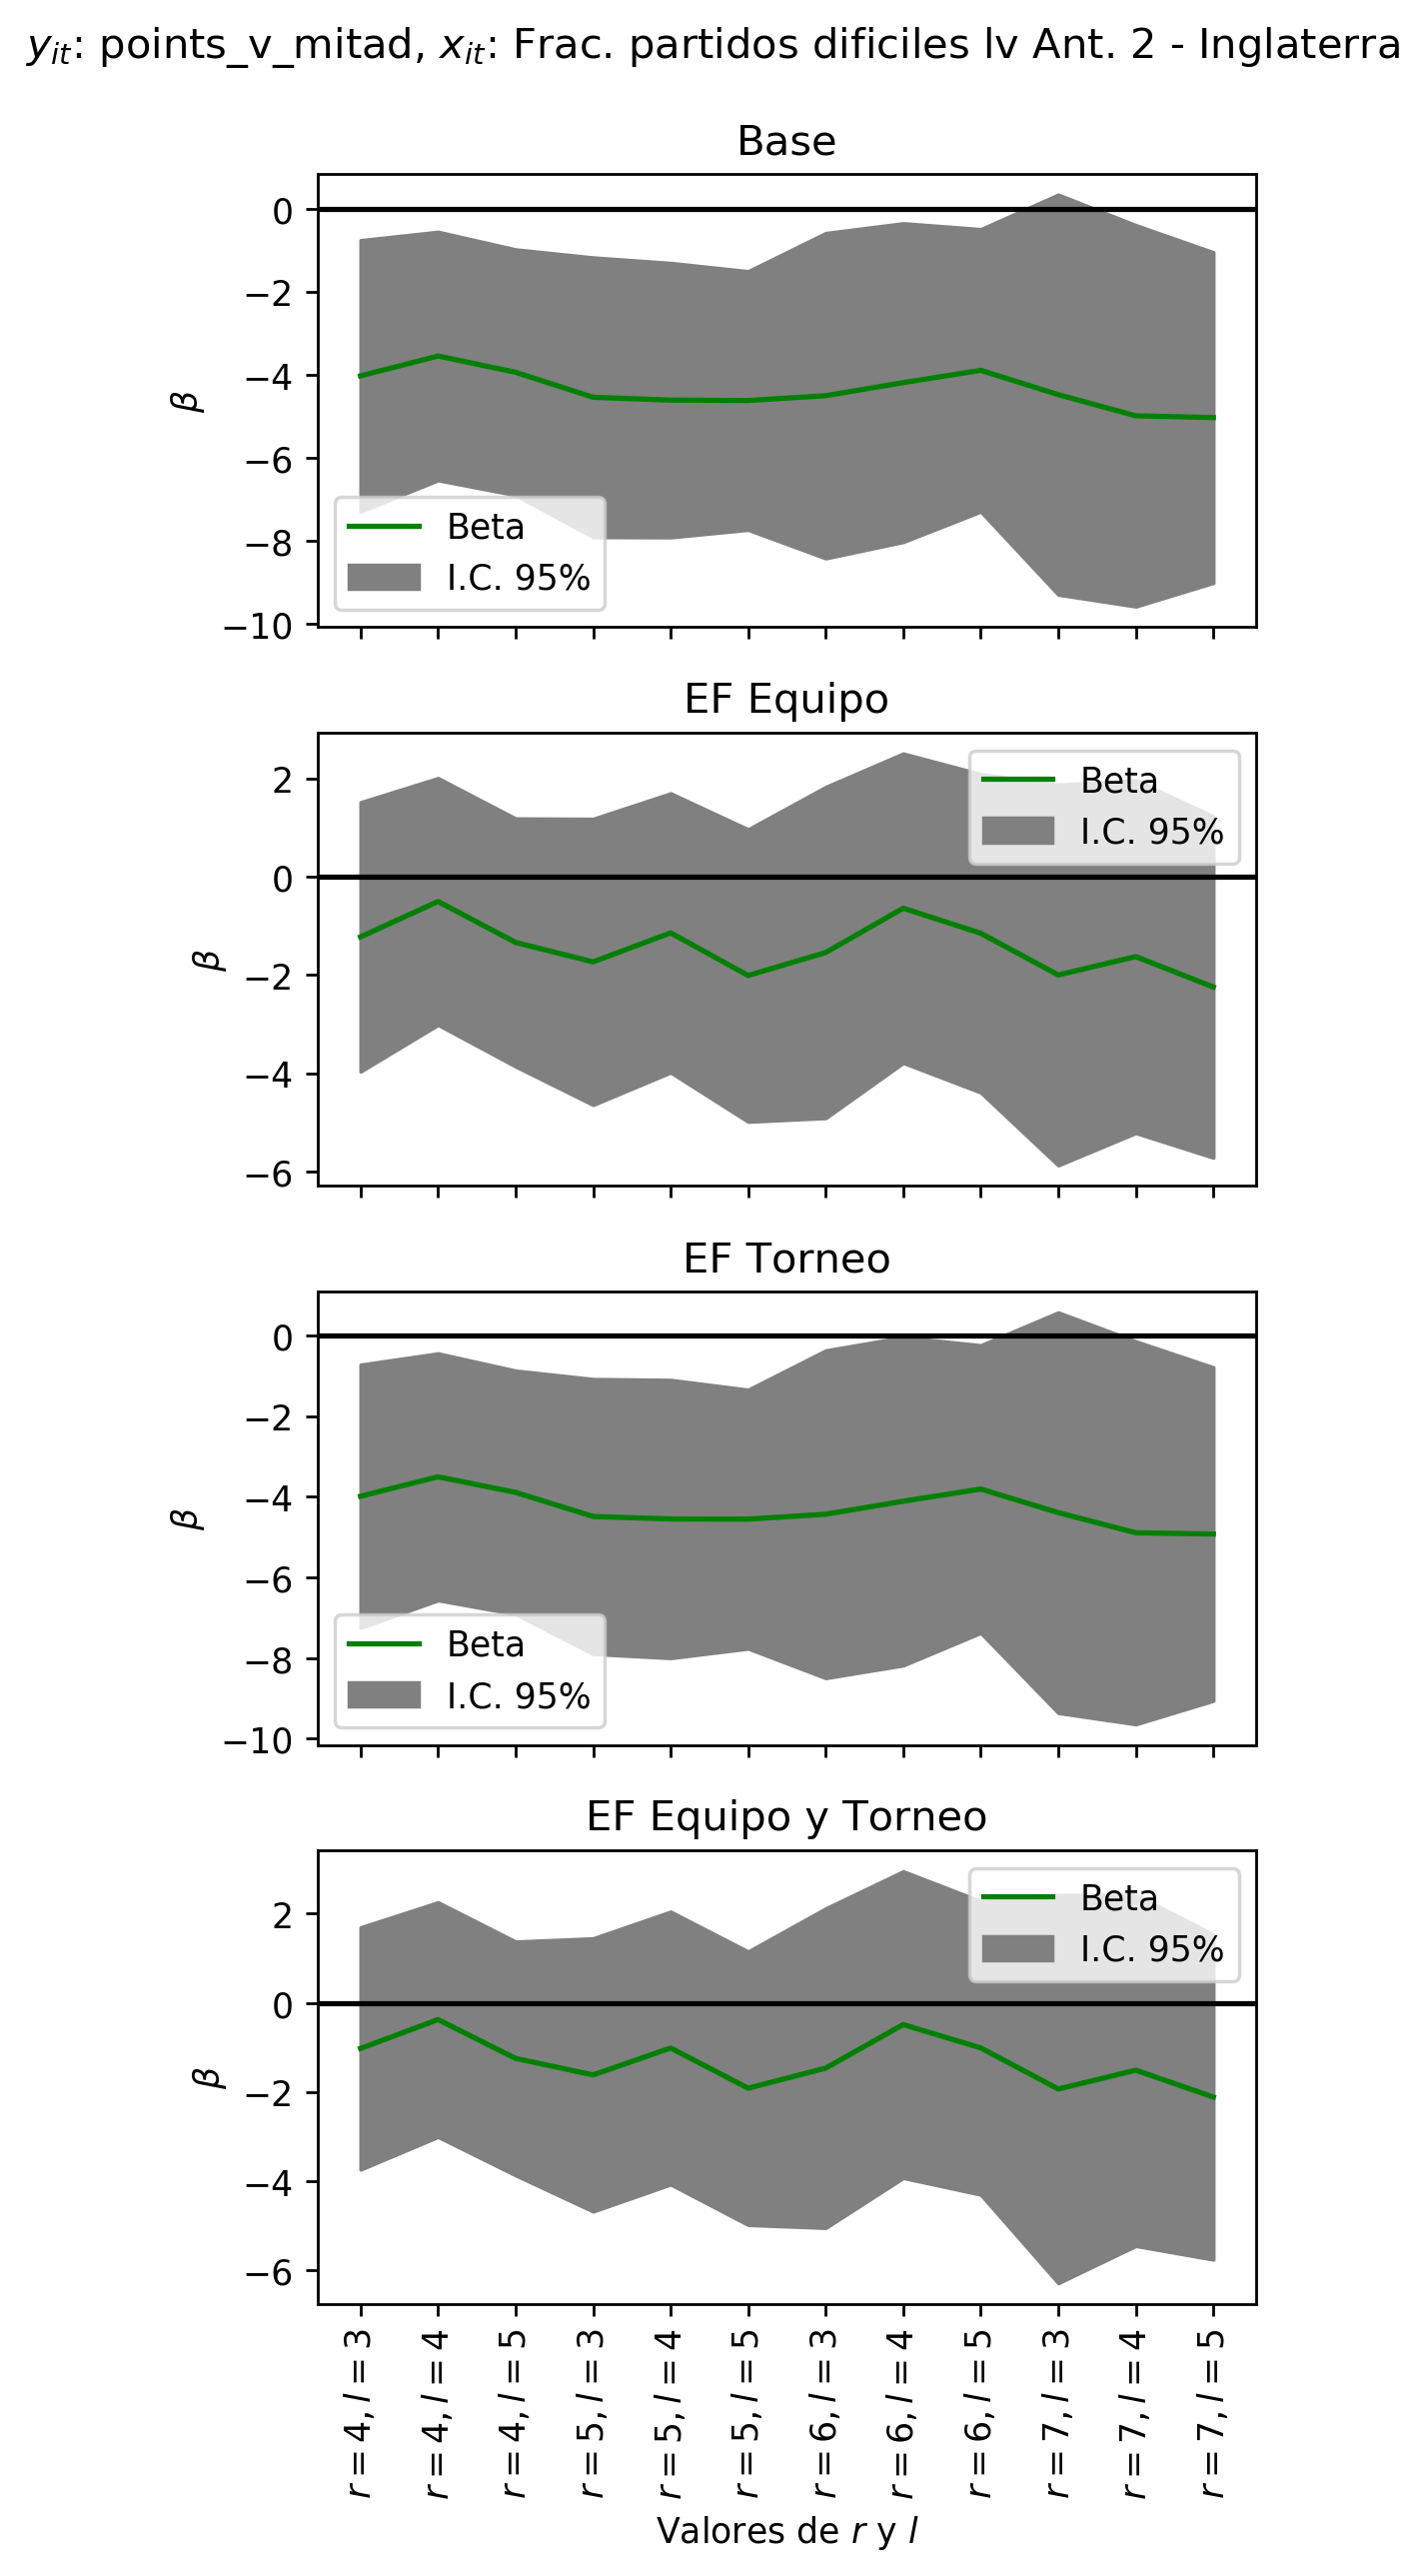 y_it: points_v_mitad, x_it: Frac. partidos dificiles lv Ant. 2 - Inglaterra
Base
0
−2
−4
−6
−8
−10
β
Beta
I.C. 95%
EF Equipo
2
0
−2
−4
−6
β
Beta
I.C. 95%
EF Torneo
0
−2
−4
−6
−8
−10
β
Beta
I.C. 95%
EF Equipo y Torneo
2
0
−2
−4
−6
β
Beta
I.C. 95%
r = 4, l = 3
r = 4, l = 4
r = 4, l = 5
r = 5, l = 3
r = 5, l = 4
r = 5, l = 5
r = 6, l = 3
r = 6, l = 4
r = 6, l = 5
r = 7, l = 3
r = 7, l = 4
r = 7, l = 5
Valores de r y l